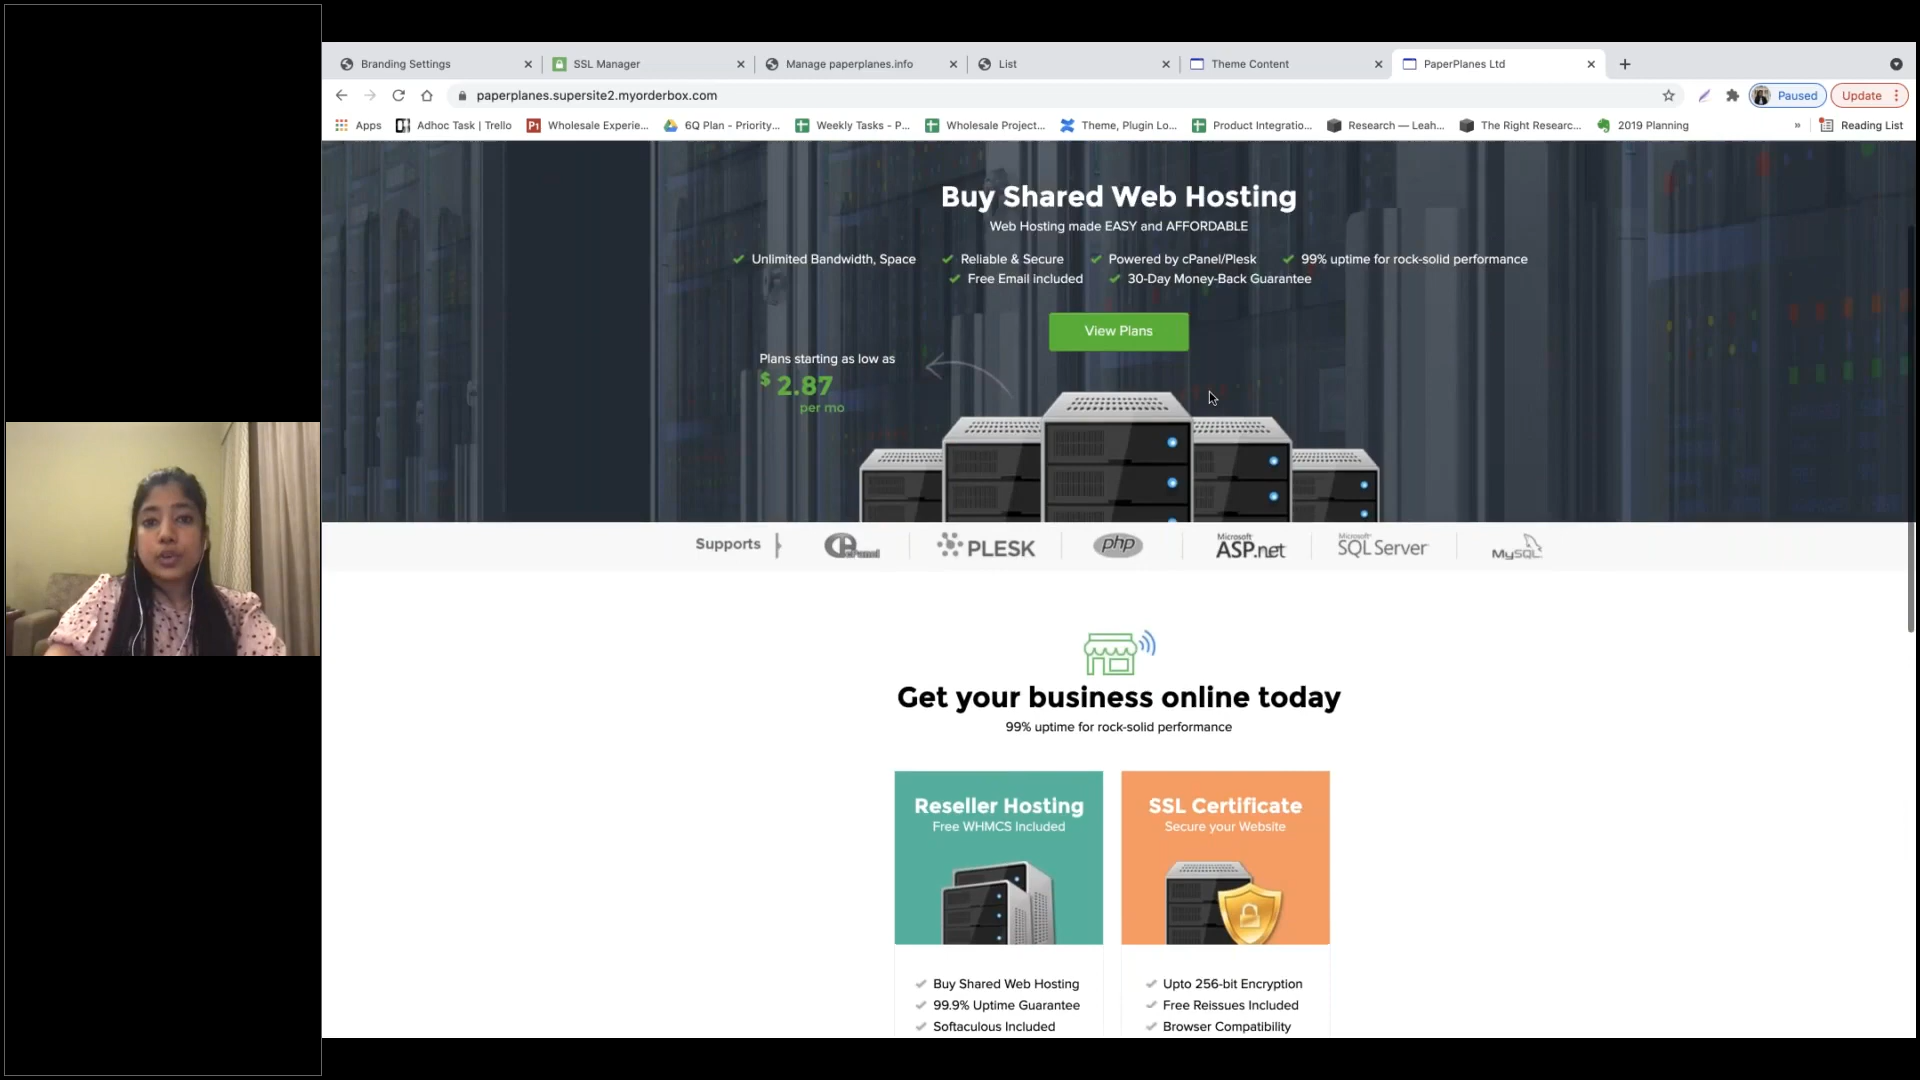 Branding Settings
SSL Manager
Manage paperplanes.info
List
Theme Content
PaperPlanes Ltd
paperplanes.supersite2.myorderbox.com
Paused
Update
Apps
Adhoc Task | Trello
Wholesale Experie...
6Q Plan - Priority...
Weekly Tasks - P...
Wholesale Project...
Theme, Plugin Lo...
Product Integratio...
Research — Leah...
The Right Researc...
2019 Planning
»
Reading List
Buy Shared Web Hosting
Web Hosting made EASY and AFFORDABLE
Unlimited Bandwidth, Space
Reliable & Secure
Powered by cPanel/Plesk
99% uptime for rock-solid performance
Free Email included
30-Day Money-Back Guarantee
View Plans
Plans starting as low as
$ 2.87
per mo
Supports
cPanel
PLESK
php
Microsoft ASP.net
Microsoft SQL Server
MySQL
Get your business online today
99% uptime for rock-solid performance
Reseller Hosting
Free WHMCS Included
SSL Certificate
Secure your Website
Buy Shared Web Hosting
99.9% Uptime Guarantee
Softaculous Included
Upto 256-bit Encryption
Free Reissues Included
Browser Compatibility